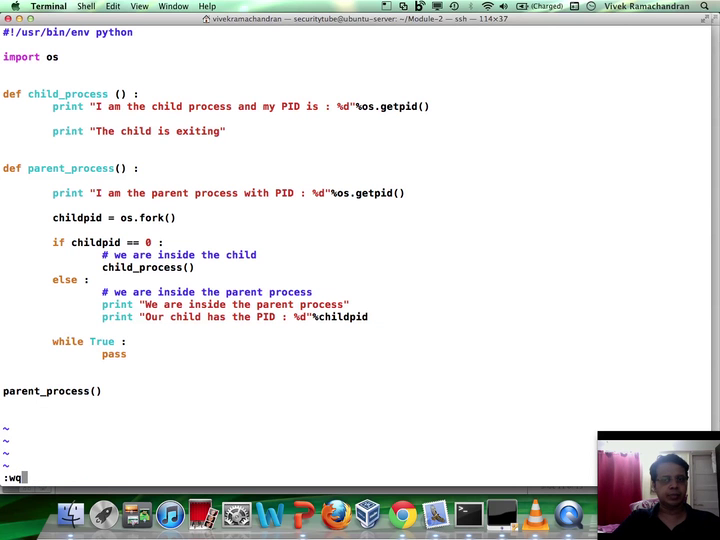 Terminal Shell Edit View Window Help (Charged) Vivek Ramachandran
vivekramachandran — securitytube@ubuntu-server: ~/Module-2 — ssh — 114×37
#!/usr/bin/env python
import os
def child_process () :
print "I am the child process and my PID is : %d"%os.getpid()
print "The child is exiting"
def parent_process() :
print "I am the parent process with PID : %d"%os.getpid()
childpid = os.fork()
if childpid == 0 :
# we are inside the child
child_process()
else :
# we are inside the parent process
print "We are inside the parent process"
print "Our child has the PID : %d"%childpid
while True :
pass
parent_process()
~
~
~
~
:wq